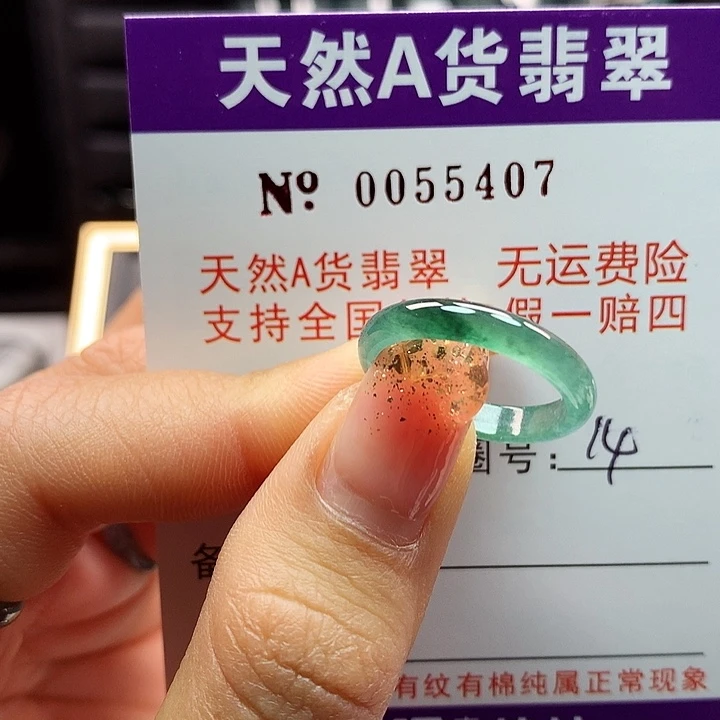 天然A货翡翠
Nº 0055407
天然A货翡翠 无运费险
支持全国 假一赔四
圈号: 14
备
有纹有棉纯属正常现象